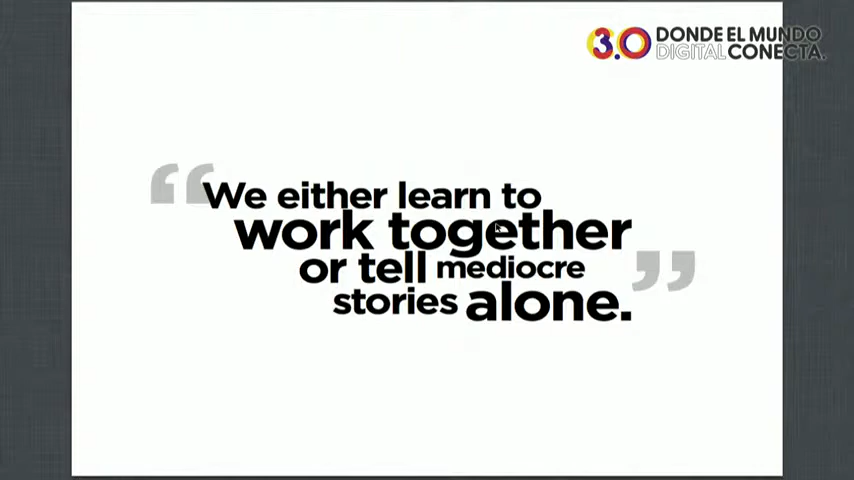 3.0 DONDE EL MUNDO
DIGITAL CONECTA.
“We either learn to
work together
or tell mediocre
stories alone.”